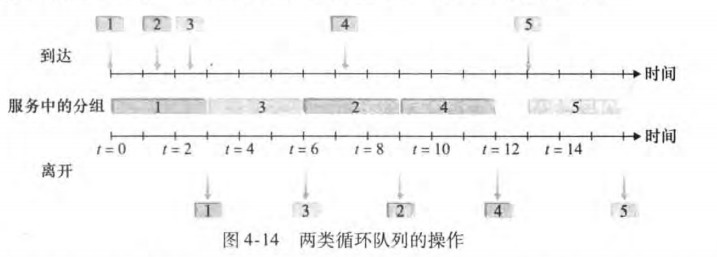 1 2 3 4 5
到达
时间
服务中的分组 1 3 2 4 5
时间
t=0 t=2 t=4 t=6 t=8 t=10 t=12 t=14
离开
1 3 2 4 5
图 4-14 两类循环队列的操作